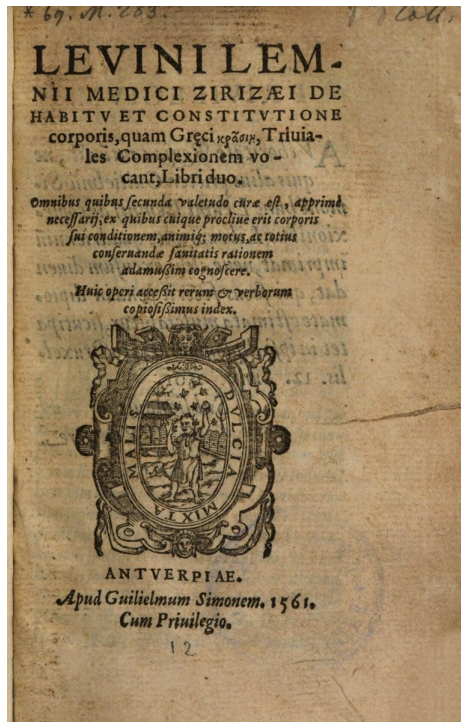 * 69. M. 203.
LEVINI LEM-
NII MEDICI ZIRIZÆI DE
HABITV ET CONSTITVTIONE
corporis, quam Gręci κρᾶσιν, Triuia-
les Complexionem vo-
cant, Libri duo.
Omnibus quibus secunda valetudo curæ est, apprimè
necessarij, ex quibus cuique procliue erit corporis
sui conditionem, animiq; motus, ac totius
conseruandæ sanitatis rationem
adamußim cognoscere.
Huic operi acceßit rerum & verborum
copiosißimus index.
MALIS DVLCIA MIXTA
ANTVERPIAE.
Apud Guilielmum Simonem. 1561.
Cum Priuilegio.
12